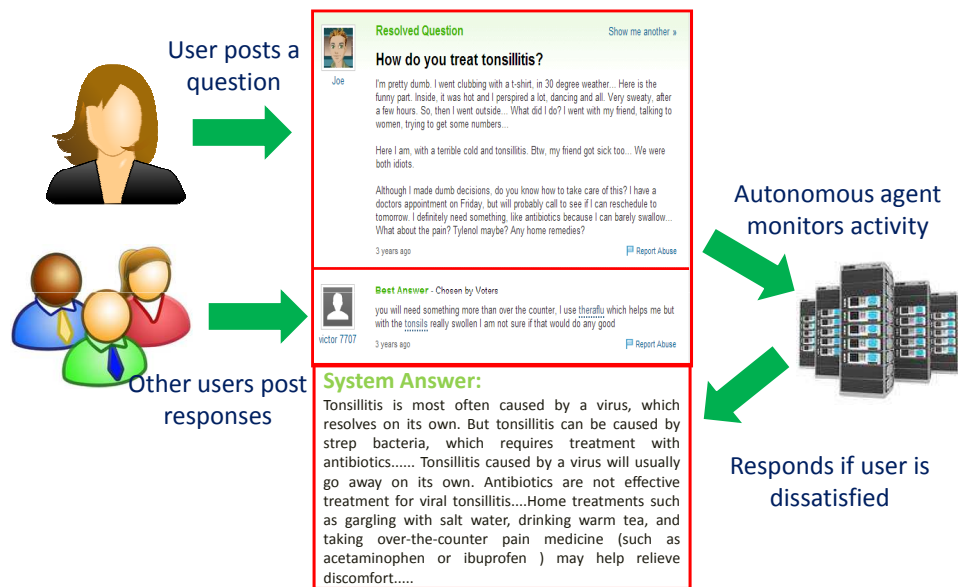 User posts a
question
Resolved Question
Show me another »
How do you treat tonsillitis?
Joe
I'm pretty dumb. I went clubbing with a t-shirt, in 30 degree weather... Here is the
funny part. Inside, it was hot and I perspired a lot, dancing and all. Very sweaty, after
a few hours. So, then I went outside... What did I do? I went with my friend, talking to
women, trying to get some numbers...
Here I am, with a terrible cold and tonsillitis. Btw, my friend got sick too... We were
both idiots.
Although I made dumb decisions, do you know how to take care of this? I have a
doctors appointment on Friday, but will probably call to see if I can reschedule to
tomorrow. I definitely need something, like antibiotics because I can barely swallow...
What about the pain? Tylenol maybe? Any home remedies?
3 years ago
Report Abuse
Other users post
responses
Best Answer - Chosen by Voters
victor 7707
you will need something more than over the counter, I use theraflu which helps me but
with the tonsils really swollen I am not sure if that would do any good
3 years ago
Report Abuse
System Answer:
Tonsillitis is most often caused by a virus, which
resolves on its own. But tonsillitis can be caused by
strep bacteria, which requires treatment with
antibiotics...... Tonsillitis caused by a virus will usually
go away on its own. Antibiotics are not effective
treatment for viral tonsillitis....Home treatments such
as gargling with salt water, drinking warm tea, and
taking over-the-counter pain medicine (such as
acetaminophen or ibuprofen ) may help relieve
discomfort.....
Autonomous agent
monitors activity
Responds if user is
dissatisfied